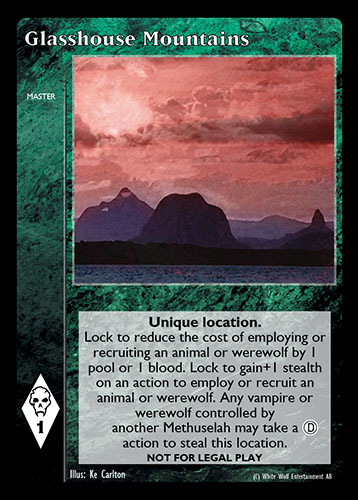 Glasshouse Mountains
MASTER
Unique location.
Lock to reduce the cost of employing or
recruiting an animal or werewolf by 1
pool or 1 blood. Lock to gain+1 stealth
on an action to employ or recruit an
animal or werewolf. Any vampire or
werewolf controlled by
another Methuselah may take a Ⓓ
action to steal this location.
NOT FOR LEGAL PLAY
1
Illus: Ke Carlton
(C) White Wolf Entertainment AB